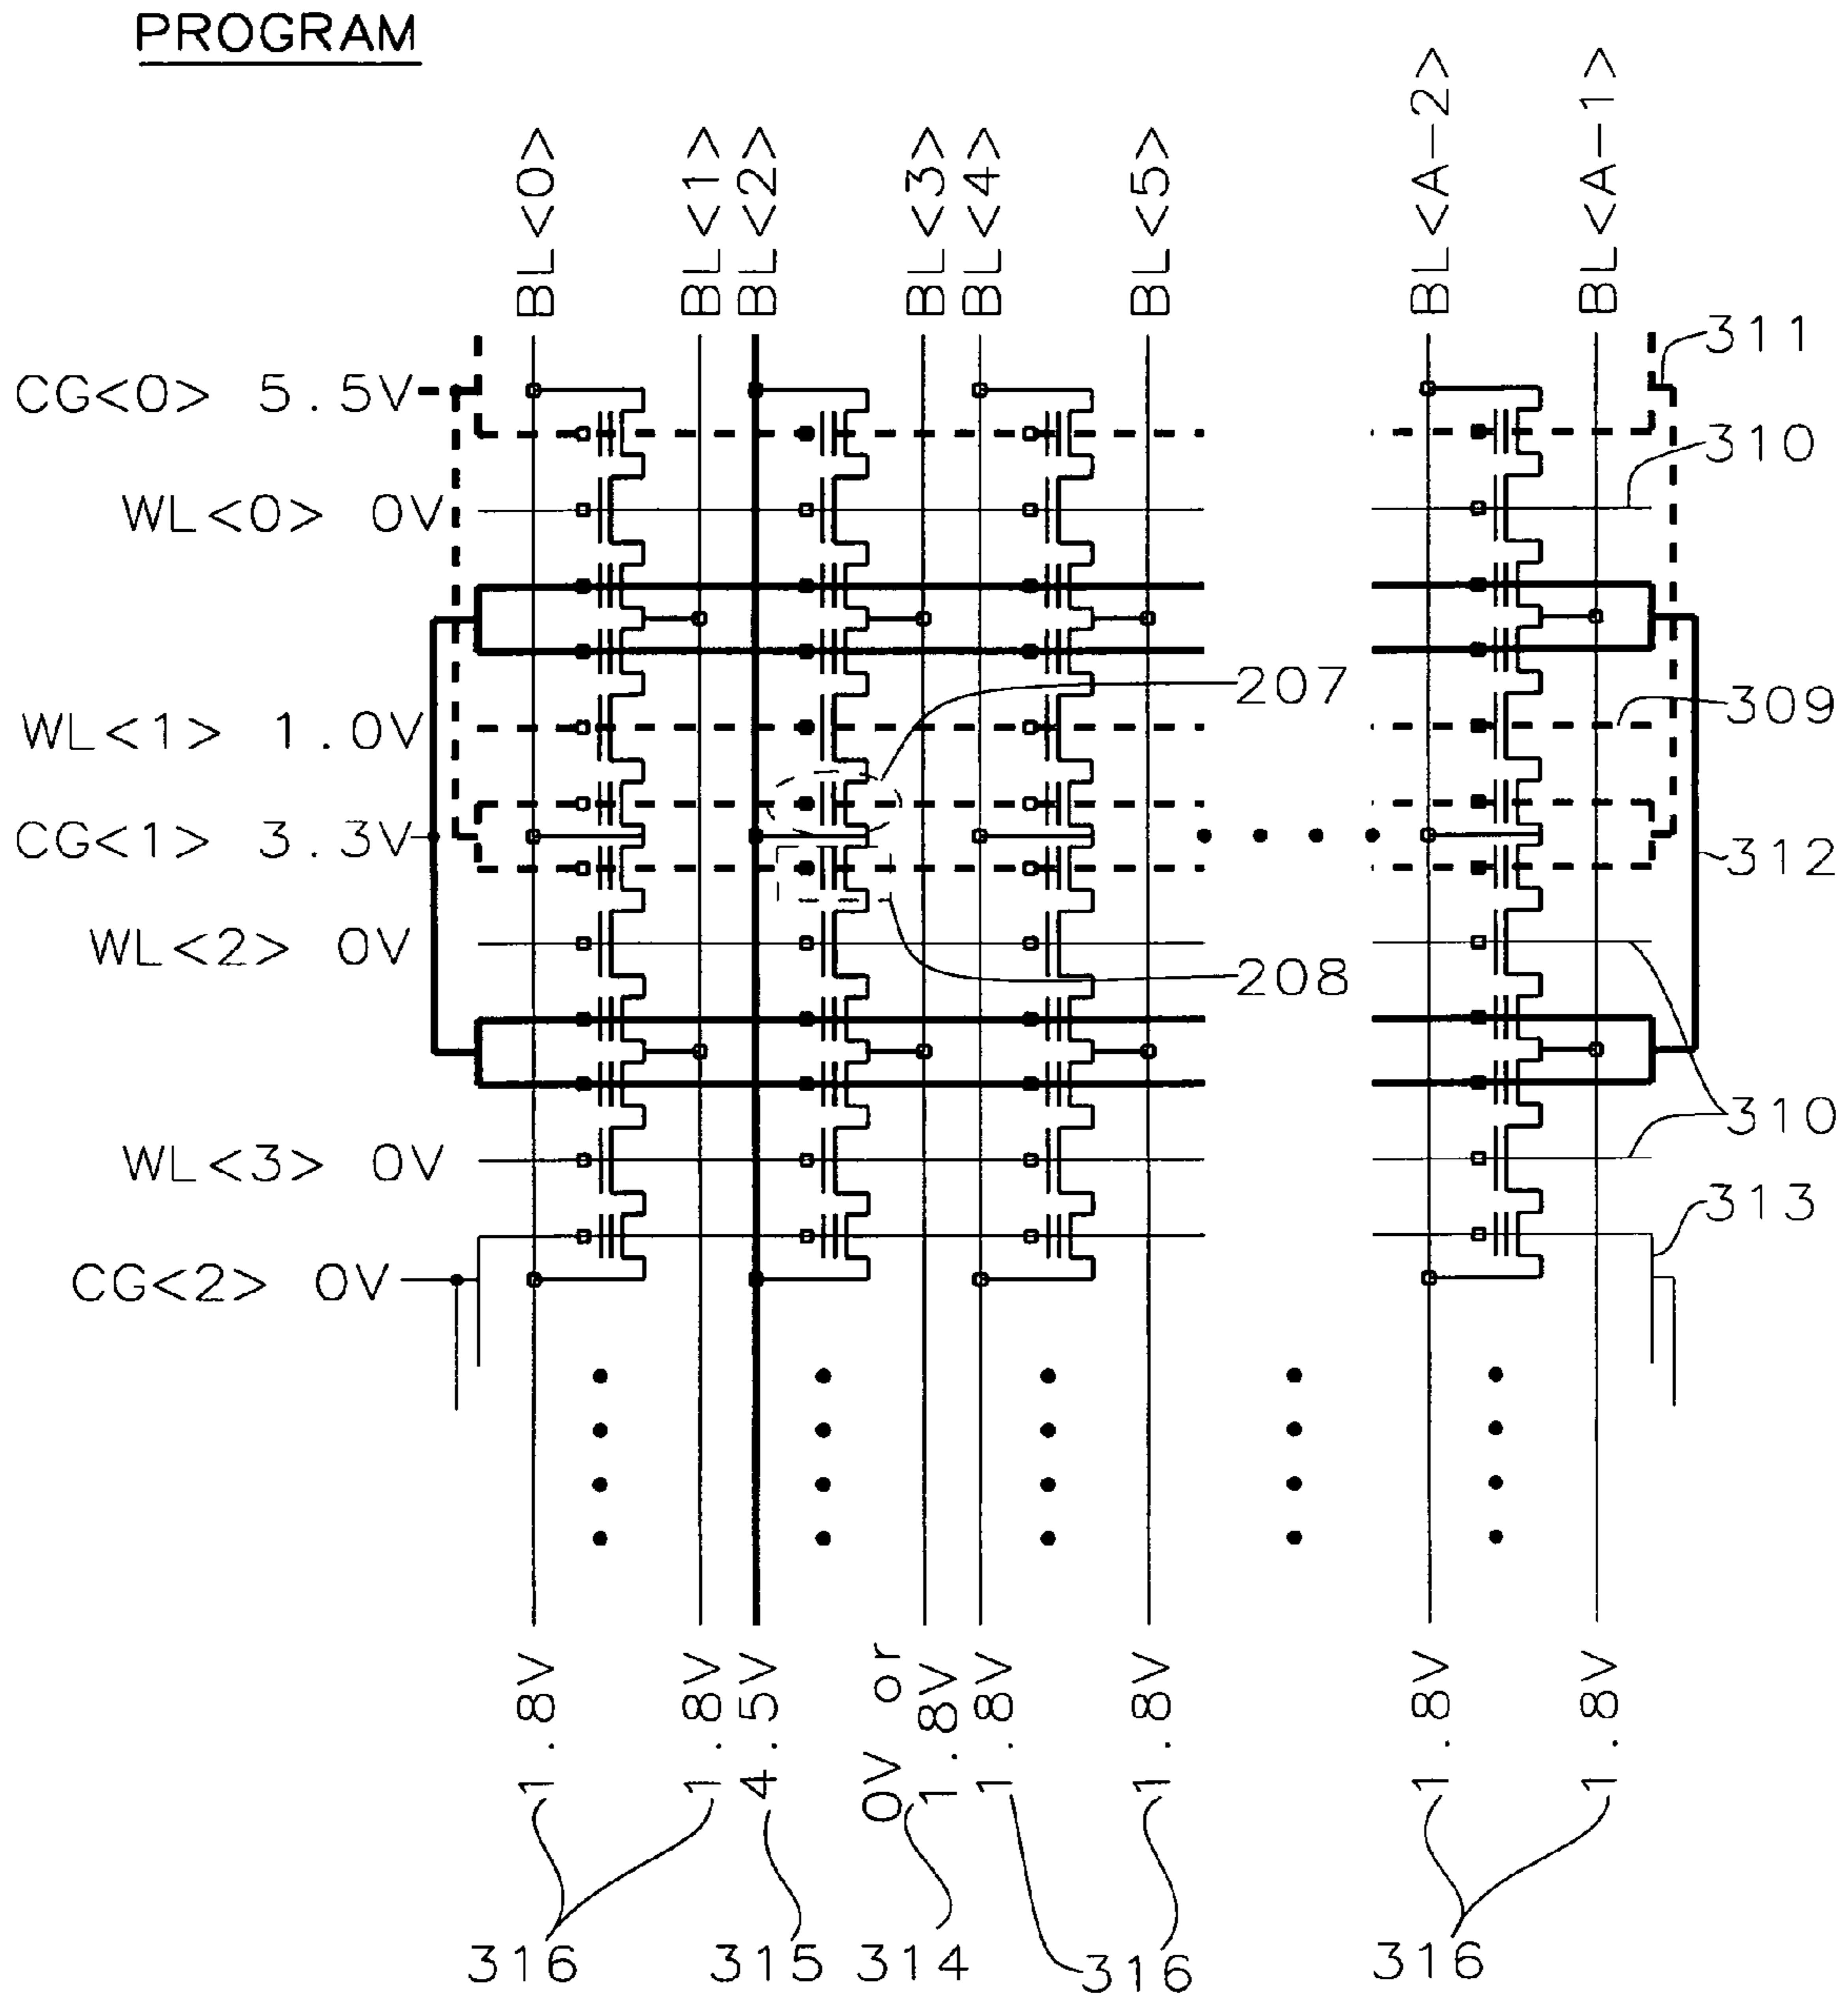 PROGRAM
BL<0>
BL<1>
BL<2>
BL<3>
BL<4>
BL<5>
BL<A-2>
BL<A-1>
CG<0> 5.5V
WL<0> 0V
WL<1> 1.0V
CG<1> 3.3V
WL<2> 0V
WL<3> 0V
CG<2> 0V
311
310
207
309
312
208
310
313
1.8V
1.8V
4.5V
0V or
1.8V
1.8V
1.8V
1.8V
1.8V
316
315
314
316
316